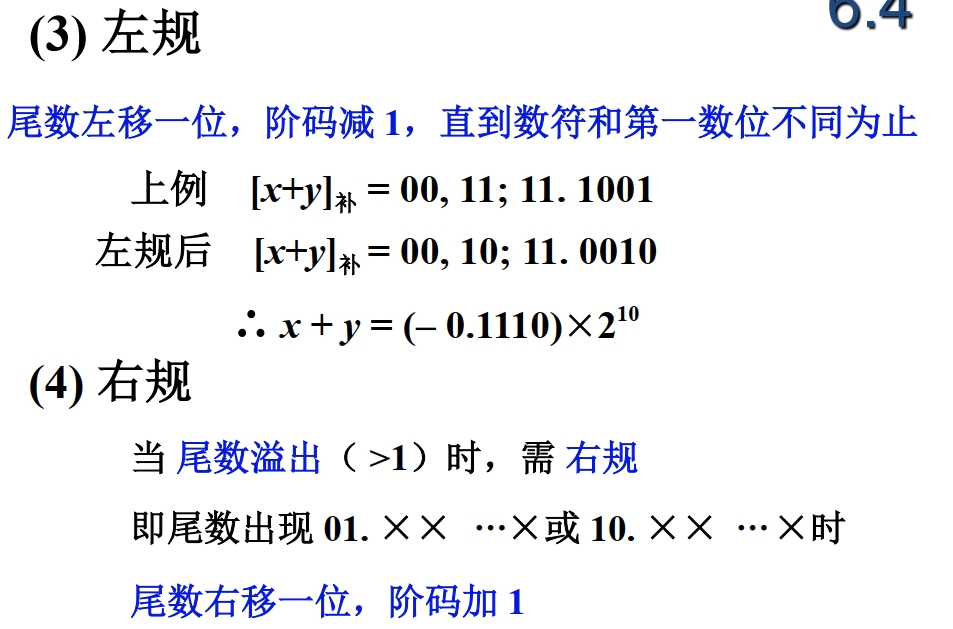 6.4
(3) 左规
尾数左移一位，阶码减 1，直到数符和第一数位不同为止
上例 [x+y]补 = 00, 11; 11. 1001
左规后 [x+y]补 = 00, 10; 11. 0010
∴ x + y = (– 0.1110)×2^10
(4) 右规
当 尾数溢出（ >1）时，需 右规
即尾数出现 01. ×× …×或 10. ×× …×时
尾数右移一位，阶码加 1